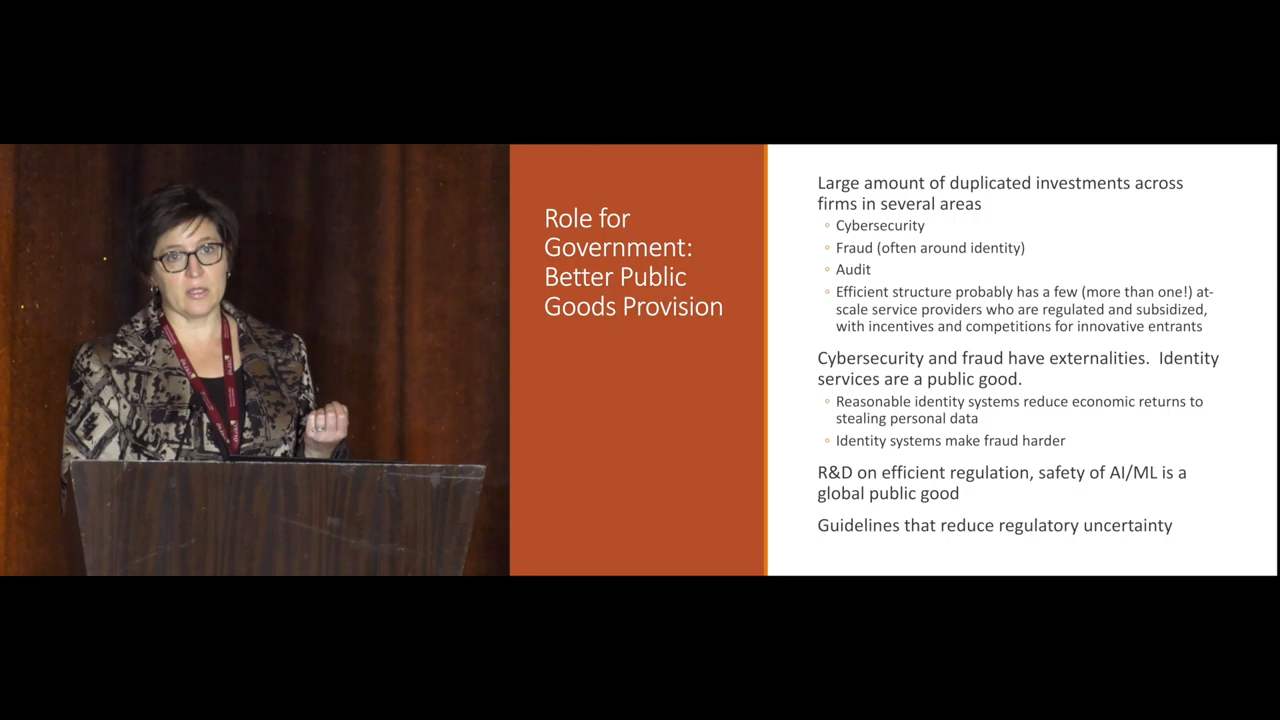 Role for
Government:
Better Public
Goods Provision
Large amount of duplicated investments across
firms in several areas
◦ Cybersecurity
◦ Fraud (often around identity)
◦ Audit
◦ Efficient structure probably has a few (more than one!) at-
scale service providers who are regulated and subsidized,
with incentives and competitions for innovative entrants
Cybersecurity and fraud have externalities.  Identity
services are a public good.
◦ Reasonable identity systems reduce economic returns to
stealing personal data
◦ Identity systems make fraud harder
R&D on efficient regulation, safety of AI/ML is a
global public good
Guidelines that reduce regulatory uncertainty